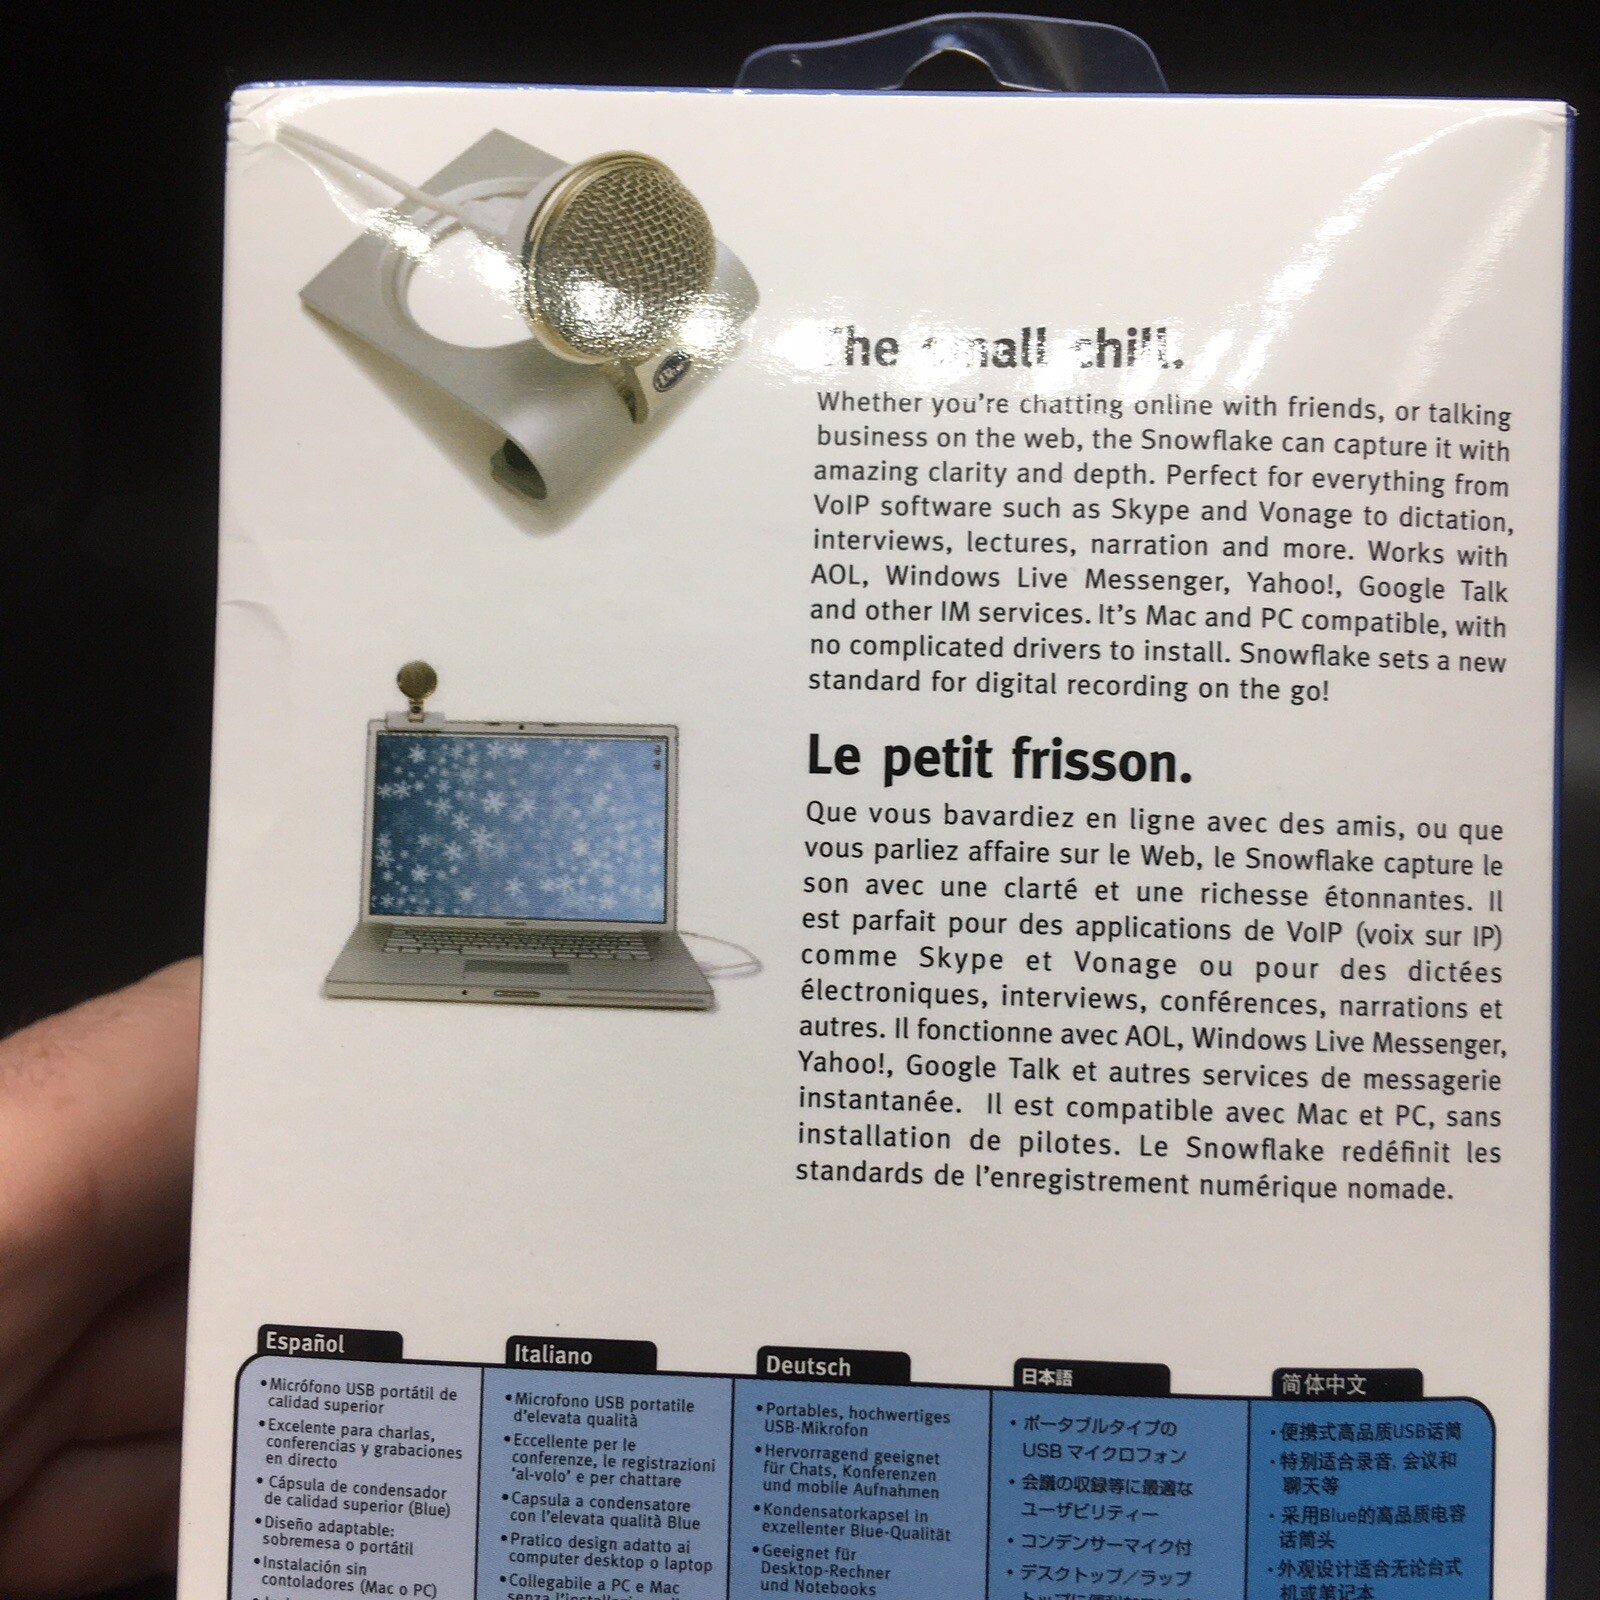 The small chill.
Whether you're chatting online with friends, or talking
business on the web, the Snowflake can capture it with
amazing clarity and depth. Perfect for everything from
VoIP software such as Skype and Vonage to dictation,
interviews, lectures, narration and more. Works with
AOL, Windows Live Messenger, Yahoo!, Google Talk
and other IM services. It's Mac and PC compatible, with
no complicated drivers to install. Snowflake sets a new
standard for digital recording on the go!
Le petit frisson.
Que vous bavardiez en ligne avec des amis, ou que
vous parliez affaire sur le Web, le Snowflake capture le
son avec une clarté et une richesse étonnantes. Il
est parfait pour des applications de VoIP (voix sur IP)
comme Skype et Vonage ou pour des dictées
électroniques, interviews, conférences, narrations et
autres. Il fonctionne avec AOL, Windows Live Messenger,
Yahoo!, Google Talk et autres services de messagerie
instantanée. Il est compatible avec Mac et PC, sans
installation de pilotes. Le Snowflake redéfinit les
standards de l'enregistrement numérique nomade.
Español
•Micrófono USB portátil de
calidad superior
•Excelente para charlas,
conferencias y grabaciones
en directo
• Cápsula de condensador
de calidad superior (Blue)
•Diseño adaptable:
sobremesa o portátil
•Instalación sin
contoladores (Mac o PC)
Italiano
•Microfono USB portatile
d'elevata qualità
•Eccellente per le
conferenze, le registrazioni
'al-volo' e per chattare
•Capsula a condensatore
con l'elevata qualità Blue
•Pratico design adatto ai
computer desktop o laptop
•Collegabile a PC e Mac
Deutsch
•Portables, hochwertiges
USB-Mikrofon
•Hervorragend geeignet
für Chats, Konferenzen
und mobile Aufnahmen
•Kondensatorkapsel in
exzellenter Blue-Qualität
•Geeignet für
Desktop-Rechner
und Notebooks
日本語
・ポータブルタイプの
USB マイクロフォン
・会議の収録等に最適な
ユーザビリティー
・コンデンサーマイク付
・デスクトップ／ラップ
简体中文
·便携式高品质USB话筒
·特别适合录音, 会议和
聊天等
·采用Blue的高品质电容
话筒头
·外观设计适合无论台式
机或笔记本